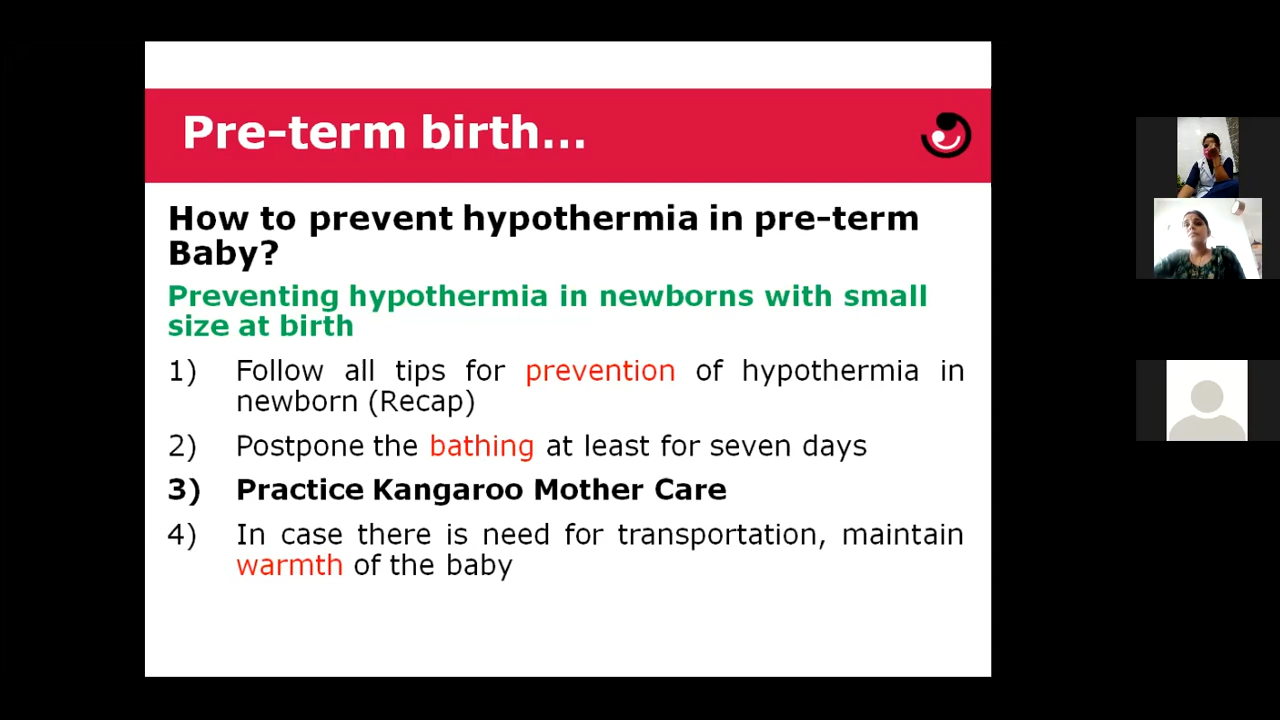 Pre-term birth...
How to prevent hypothermia in pre-term
Baby?
Preventing hypothermia in newborns with small
size at birth
1) Follow all tips for prevention of hypothermia in
newborn (Recap)
2) Postpone the bathing at least for seven days
3) Practice Kangaroo Mother Care
4) In case there is need for transportation, maintain
warmth of the baby